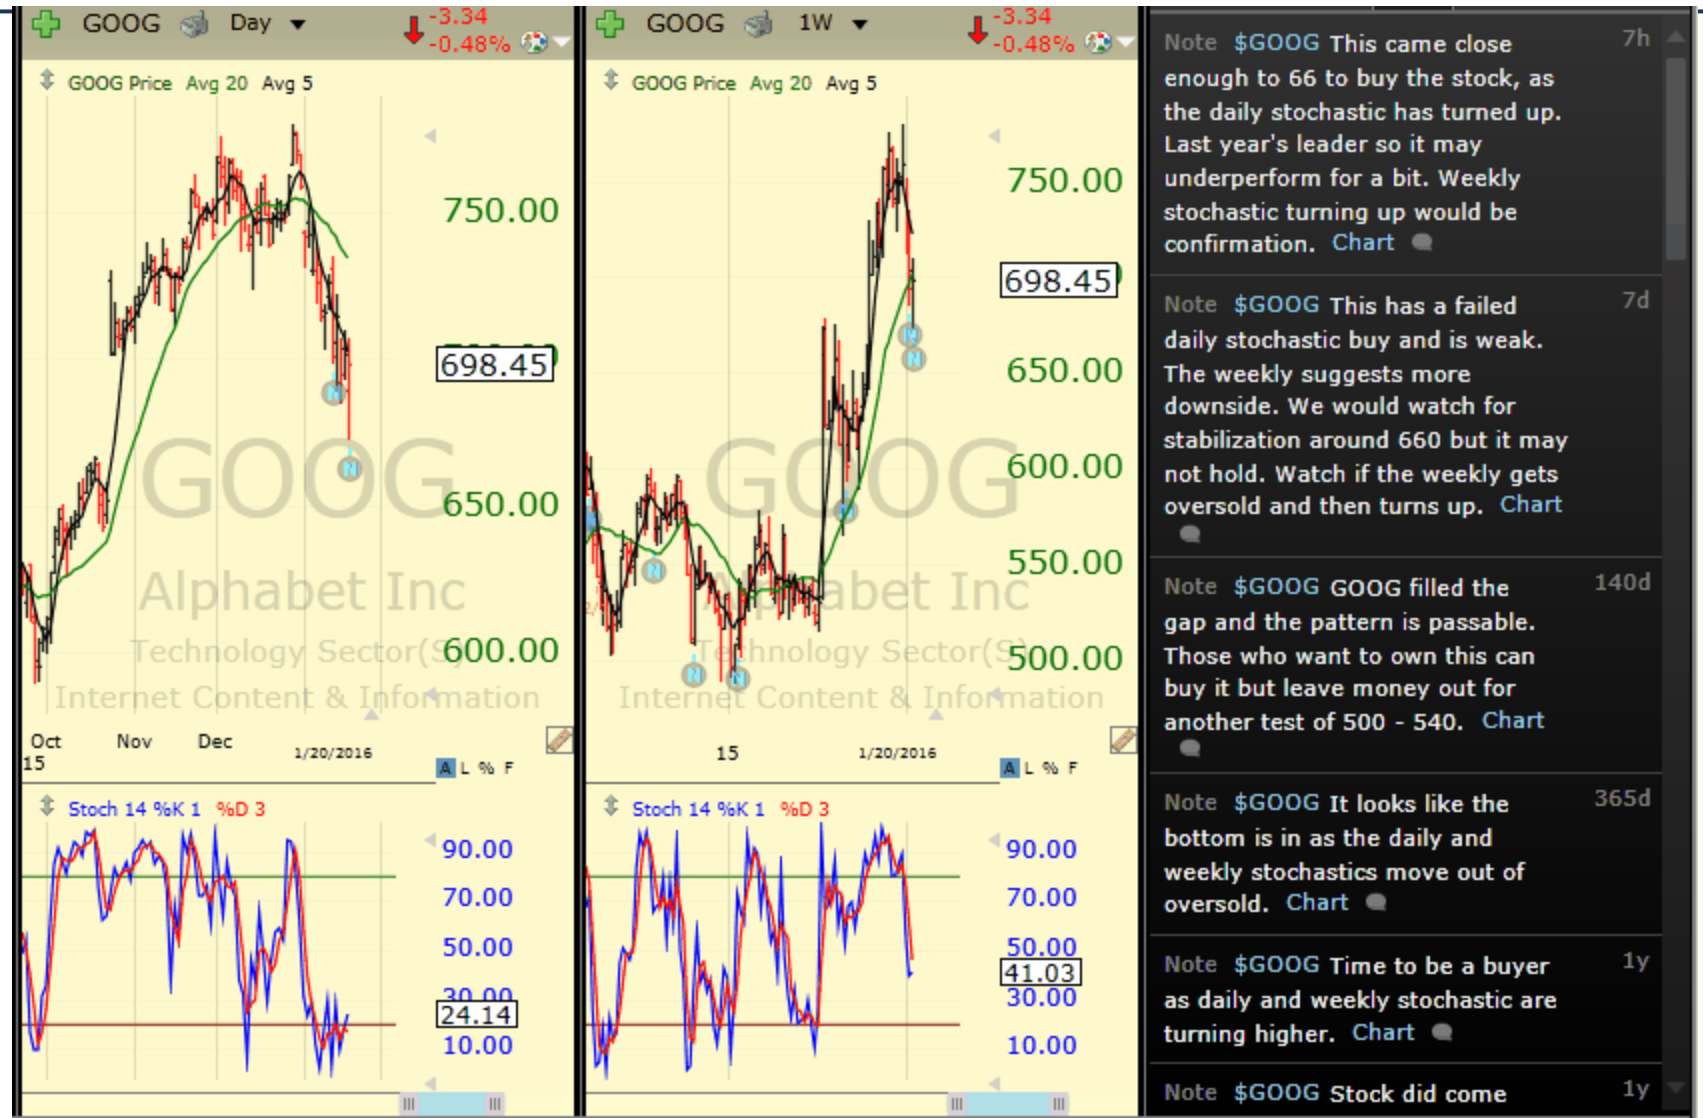 GOOG Day
-3.34
-0.48%
GOOG Price Avg 20 Avg 5
750.00
698.45
650.00
600.00
GOOG
Alphabet Inc
Technology Sector(S)
Internet Content & Information
Oct Nov Dec 1/20/2016
15
A L % F
Stoch 14 %K 1 %D 3
90.00
70.00
50.00
30.00
24.14
10.00
GOOG 1W
-3.34
-0.48%
GOOG Price Avg 20 Avg 5
750.00
698.45
650.00
600.00
550.00
500.00
GOOG
Alphabet Inc
Technology Sector(S)
Internet Content & Information
N
N
N
N
N
N
15 1/20/2016
A L % F
Stoch 14 %K 1 %D 3
90.00
70.00
50.00
41.03
30.00
10.00
Note $GOOG This came close 7h
enough to 66 to buy the stock, as
the daily stochastic has turned up.
Last year's leader so it may
underperform for a bit. Weekly
stochastic turning up would be
confirmation. Chart
Note $GOOG This has a failed 7d
daily stochastic buy and is weak.
The weekly suggests more
downside. We would watch for
stabilization around 660 but it may
not hold. Watch if the weekly gets
oversold and then turns up. Chart
Note $GOOG GOOG filled the 140d
gap and the pattern is passable.
Those who want to own this can
buy it but leave money out for
another test of 500 - 540. Chart
Note $GOOG It looks like the 365d
bottom is in as the daily and
weekly stochastics move out of
oversold. Chart
Note $GOOG Time to be a buyer 1y
as daily and weekly stochastic are
turning higher. Chart
Note $GOOG Stock did come 1y